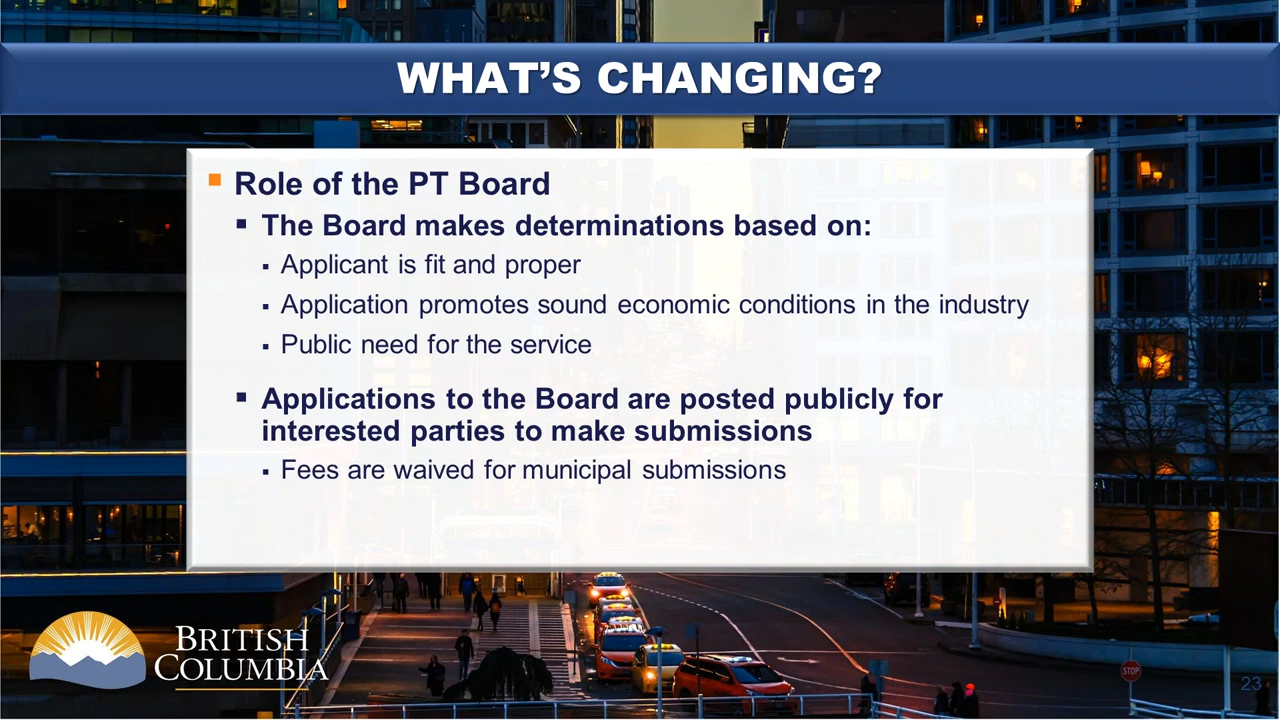 WHAT’S CHANGING?
Role of the PT Board
The Board makes determinations based on:
Applicant is fit and proper
Application promotes sound economic conditions in the industry
Public need for the service
Applications to the Board are posted publicly for
interested parties to make submissions
Fees are waived for municipal submissions
BRITISH
COLUMBIA
STOP
23